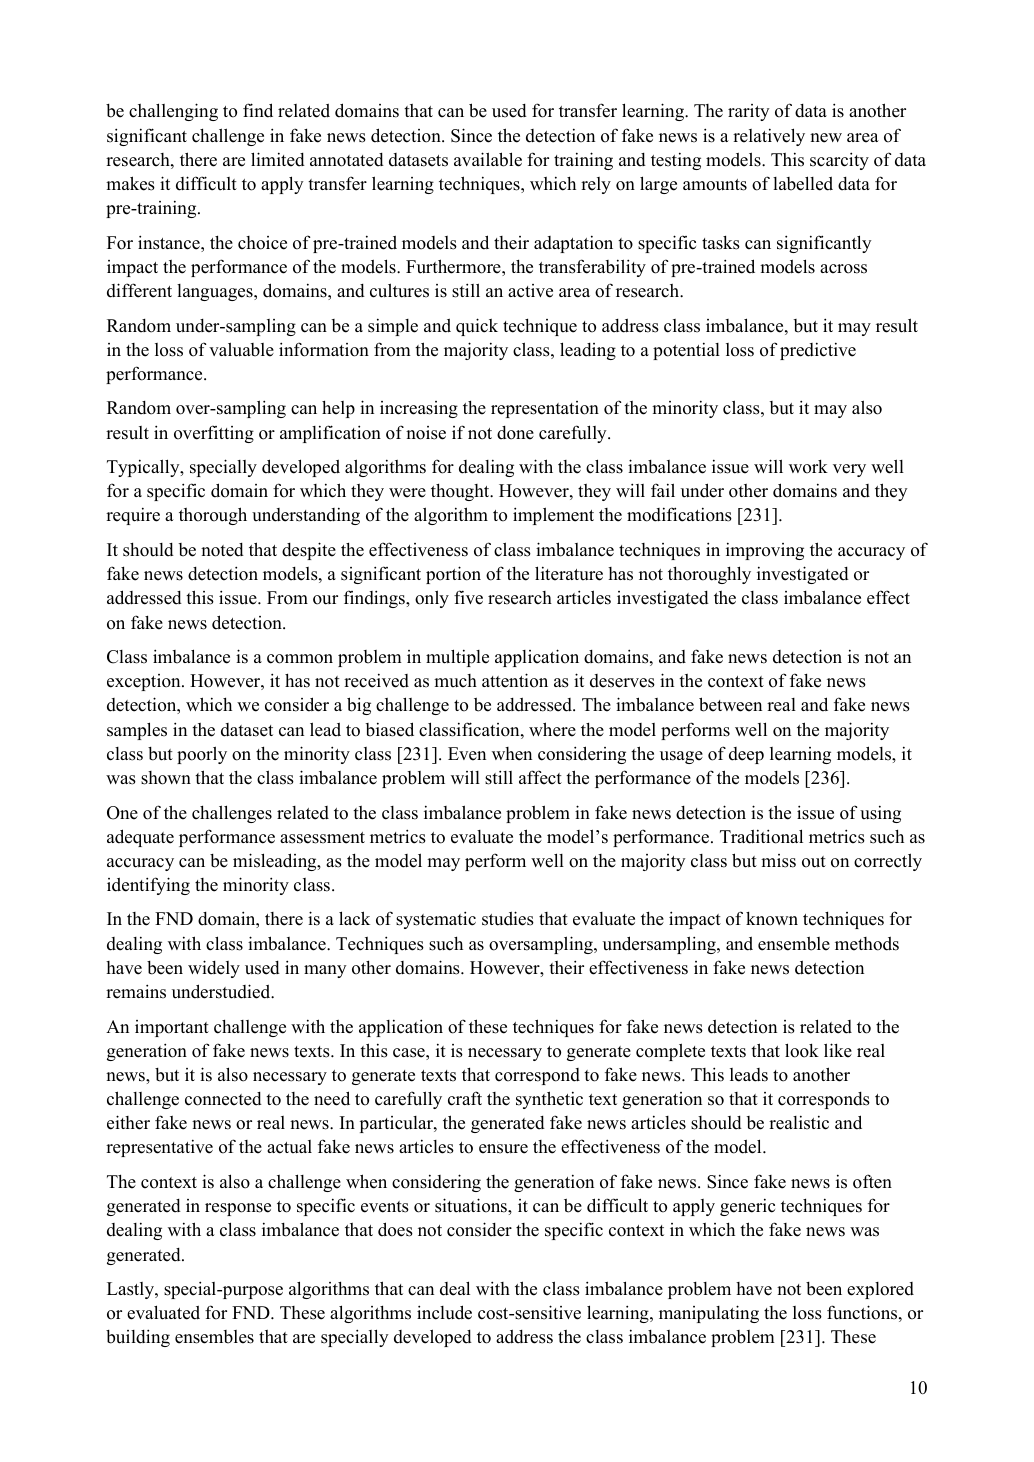 be challenging to find related domains that can be used for transfer learning. The rarity of data is another
significant challenge in fake news detection. Since the detection of fake news is a relatively new area of
research, there are limited annotated datasets available for training and testing models. This scarcity of data
makes it difficult to apply transfer learning techniques, which rely on large amounts of labelled data for
pre-training.
For instance, the choice of pre-trained models and their adaptation to specific tasks can significantly
impact the performance of the models. Furthermore, the transferability of pre-trained models across
different languages, domains, and cultures is still an active area of research.
Random under-sampling can be a simple and quick technique to address class imbalance, but it may result
in the loss of valuable information from the majority class, leading to a potential loss of predictive
performance.
Random over-sampling can help in increasing the representation of the minority class, but it may also
result in overfitting or amplification of noise if not done carefully.
Typically, specially developed algorithms for dealing with the class imbalance issue will work very well
for a specific domain for which they were thought. However, they will fail under other domains and they
require a thorough understanding of the algorithm to implement the modifications [231].
It should be noted that despite the effectiveness of class imbalance techniques in improving the accuracy of
fake news detection models, a significant portion of the literature has not thoroughly investigated or
addressed this issue. From our findings, only five research articles investigated the class imbalance effect
on fake news detection.
Class imbalance is a common problem in multiple application domains, and fake news detection is not an
exception. However, it has not received as much attention as it deserves in the context of fake news
detection, which we consider a big challenge to be addressed. The imbalance between real and fake news
samples in the dataset can lead to biased classification, where the model performs well on the majority
class but poorly on the minority class [231]. Even when considering the usage of deep learning models, it
was shown that the class imbalance problem will still affect the performance of the models [236].
One of the challenges related to the class imbalance problem in fake news detection is the issue of using
adequate performance assessment metrics to evaluate the model’s performance. Traditional metrics such as
accuracy can be misleading, as the model may perform well on the majority class but miss out on correctly
identifying the minority class.
In the FND domain, there is a lack of systematic studies that evaluate the impact of known techniques for
dealing with class imbalance. Techniques such as oversampling, undersampling, and ensemble methods
have been widely used in many other domains. However, their effectiveness in fake news detection
remains understudied.
An important challenge with the application of these techniques for fake news detection is related to the
generation of fake news texts. In this case, it is necessary to generate complete texts that look like real
news, but it is also necessary to generate texts that correspond to fake news. This leads to another
challenge connected to the need to carefully craft the synthetic text generation so that it corresponds to
either fake news or real news. In particular, the generated fake news articles should be realistic and
representative of the actual fake news articles to ensure the effectiveness of the model.
The context is also a challenge when considering the generation of fake news. Since fake news is often
generated in response to specific events or situations, it can be difficult to apply generic techniques for
dealing with a class imbalance that does not consider the specific context in which the fake news was
generated.
Lastly, special-purpose algorithms that can deal with the class imbalance problem have not been explored
or evaluated for FND. These algorithms include cost-sensitive learning, manipulating the loss functions, or
building ensembles that are specially developed to address the class imbalance problem [231]. These
10